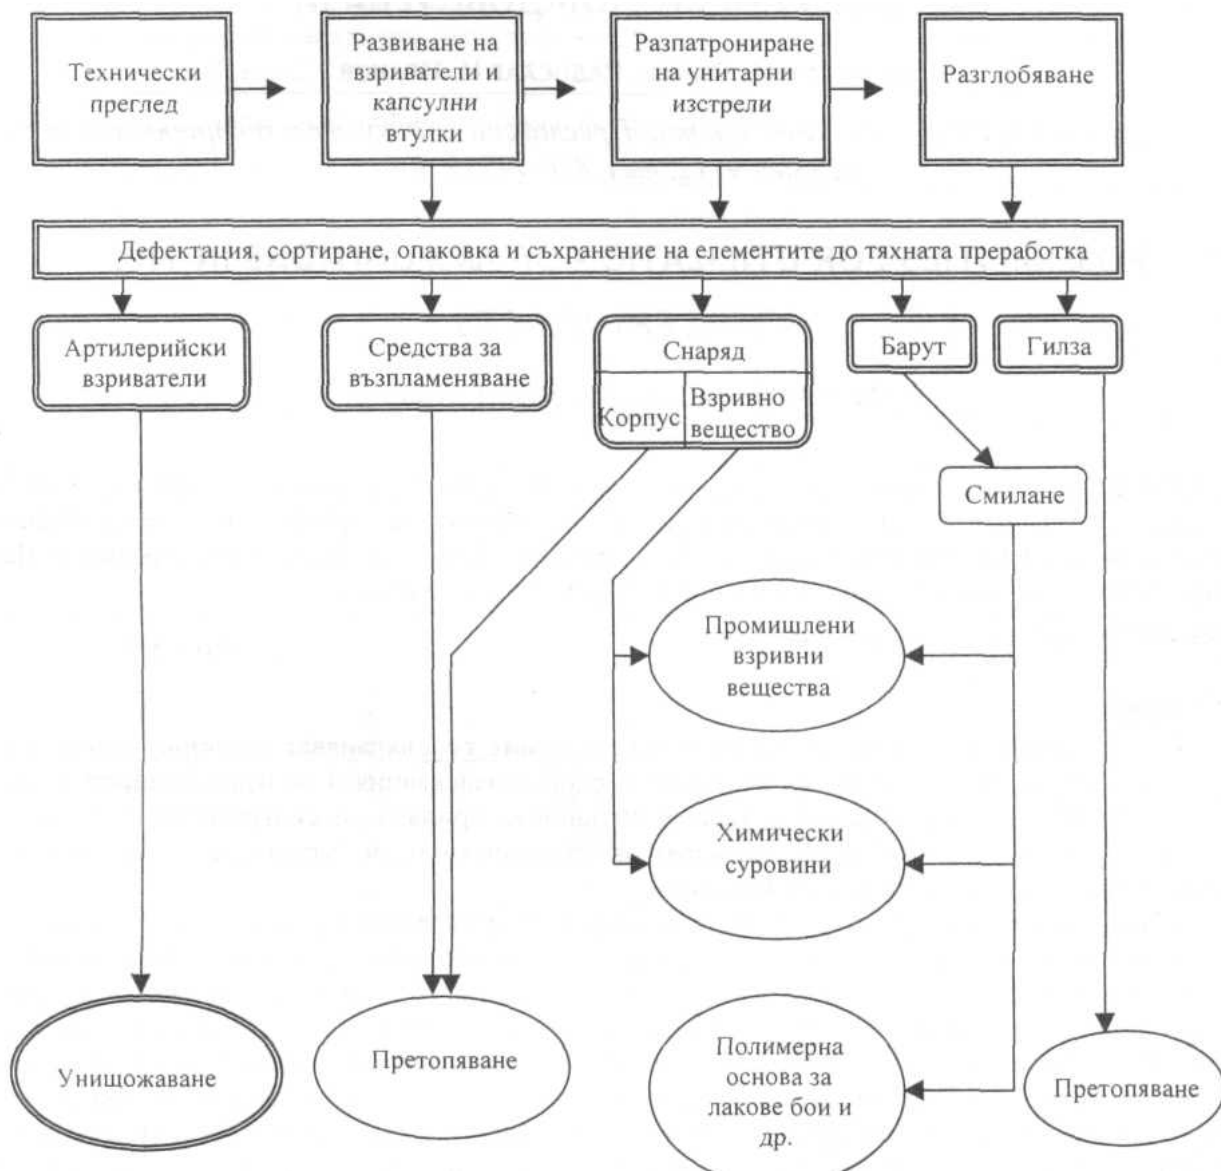 Технически
преглед
Развиване на
взриватели и
капсулни
втулки
Разпатрониране
на унитарни
изстрели
Разглобяване
Дефектация, сортиране, опаковка и съхранение на елементите до тяхната преработка
Артилерийски
взриватели
Средства за
възпламеняване
Снаряд
Корпус
Взривно
вещество
Барут
Гилза
Смилане
Промишлени
взривни
вещества
Химически
суровини
Унищожаване
Претопяване
Полимерна
основа за
лакове бои и
др.
Претопяване